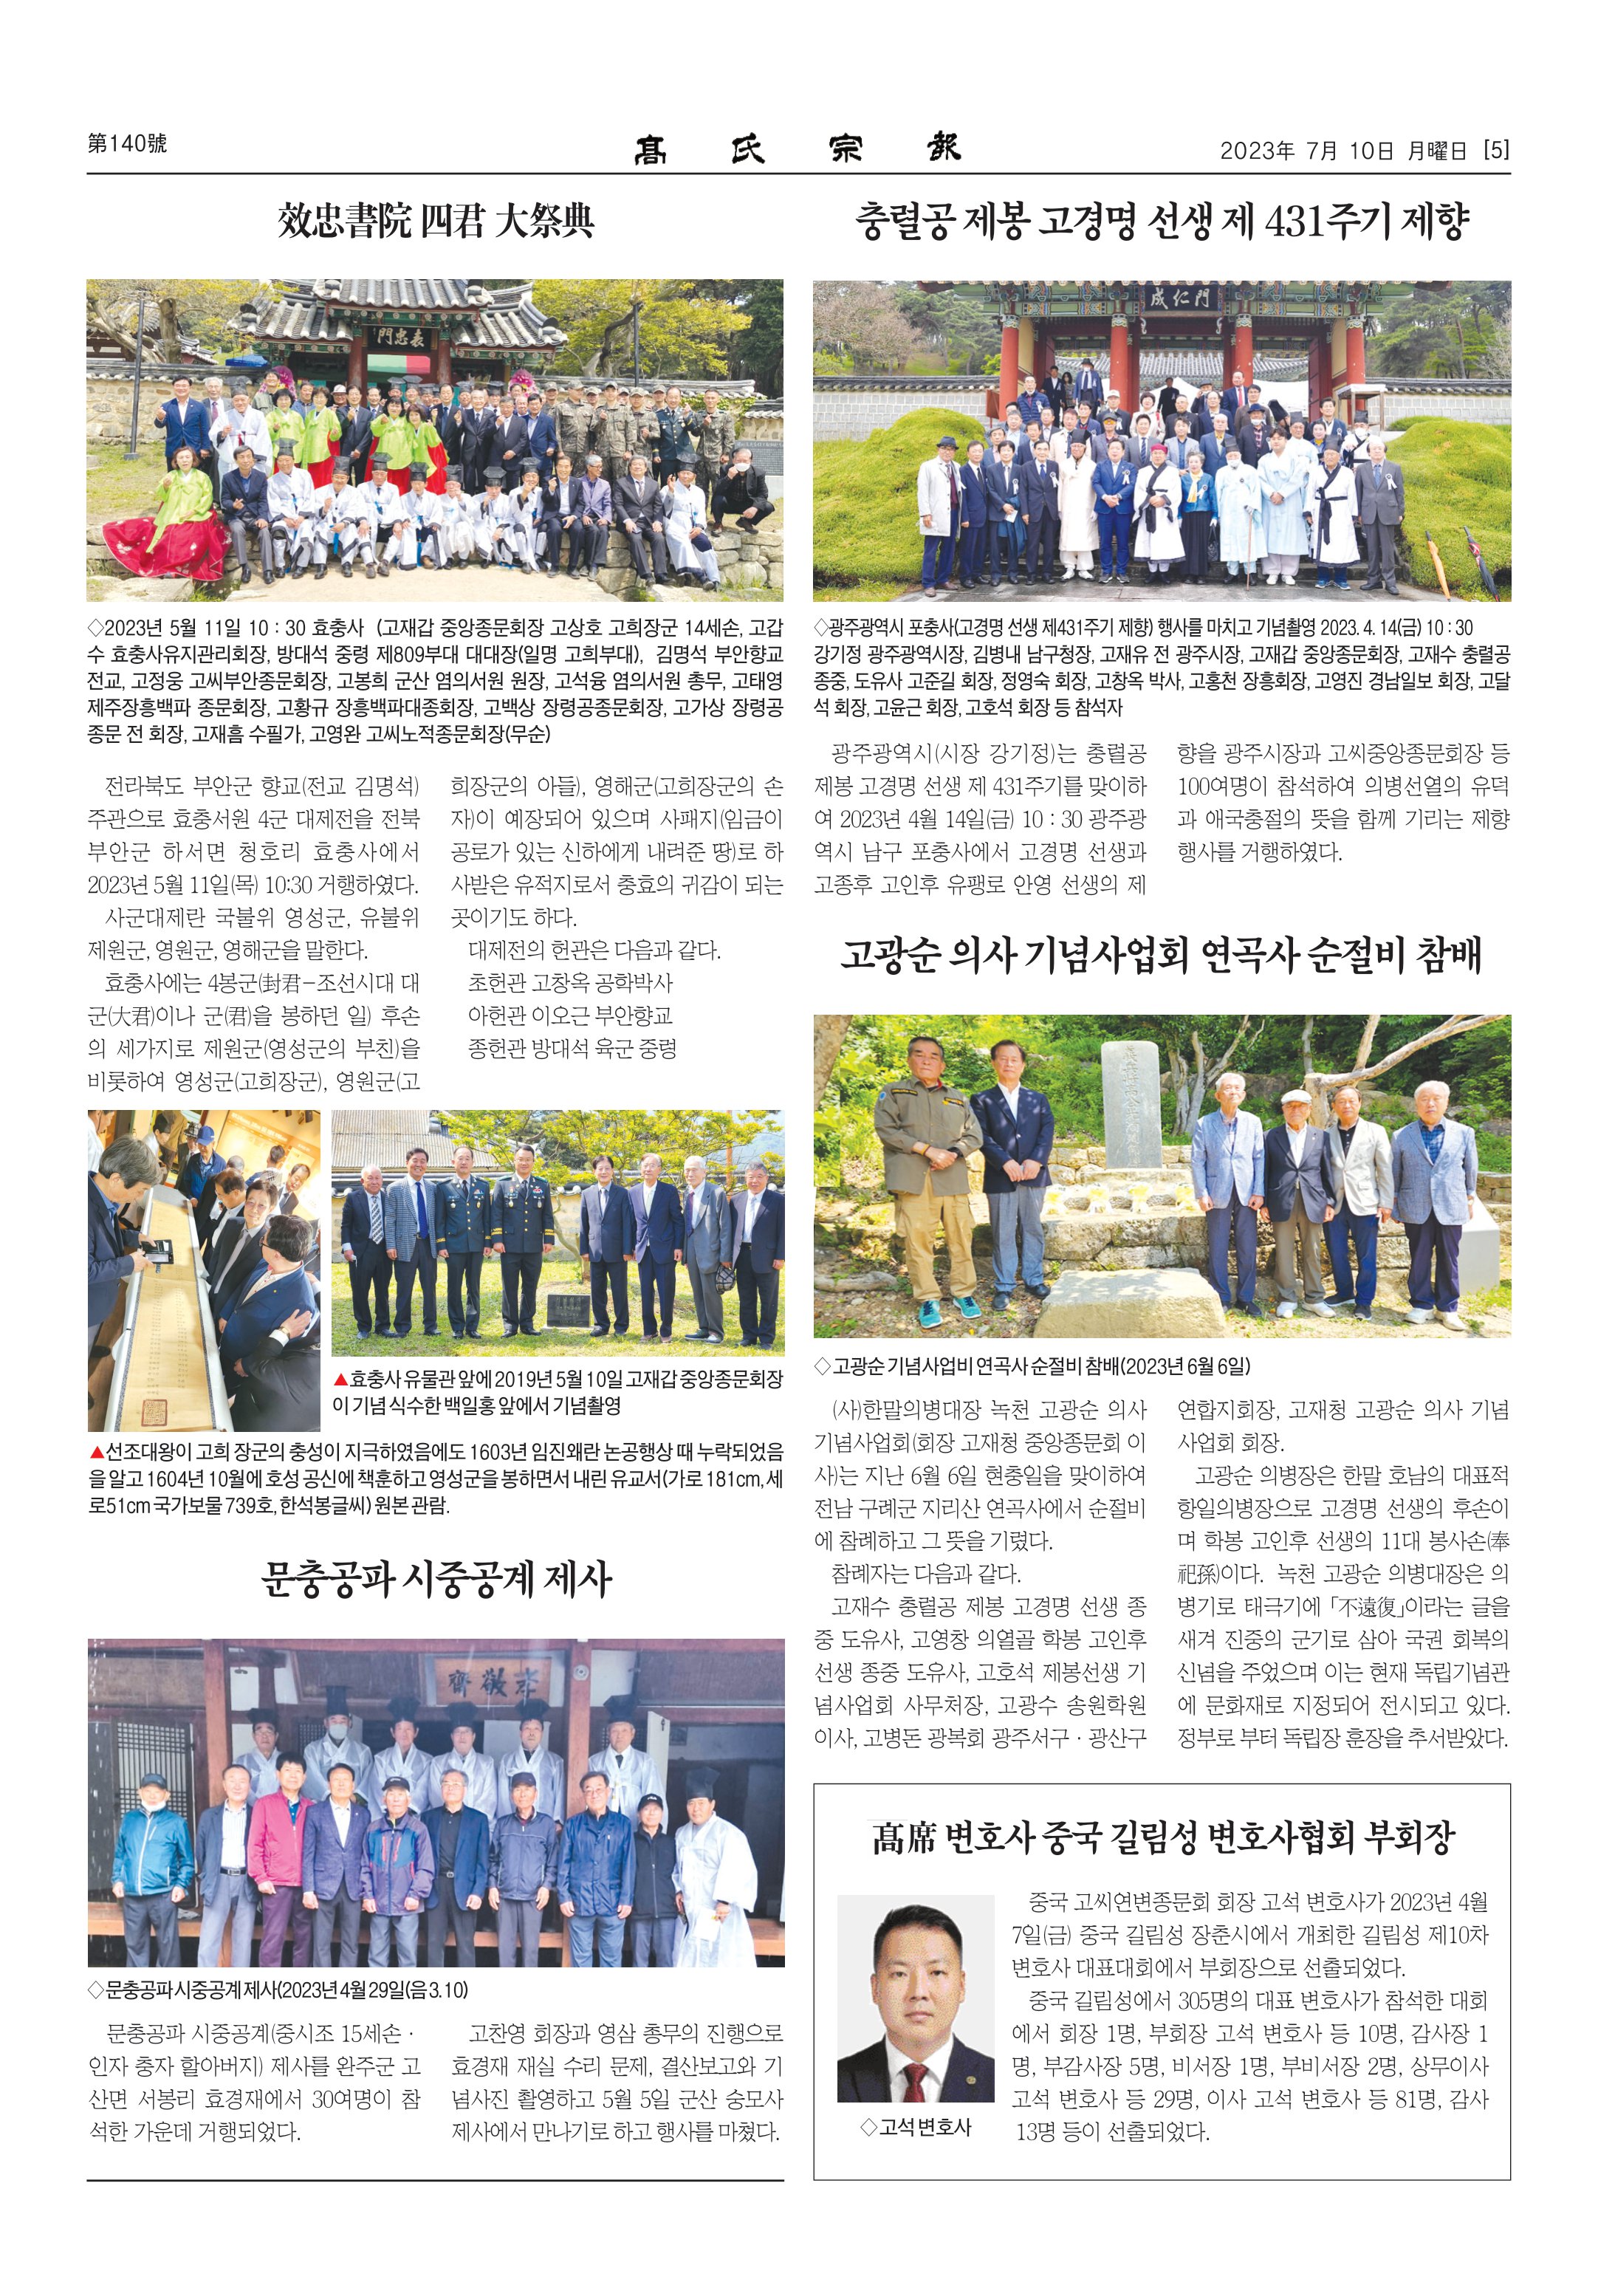 第140號
髙氏宗報
2023年 7月 10日 月曜日 [5]
效忠書院 四君 大祭典
門忠表
◇2023년 5월 11일 10 : 30 효충사 (고재갑 중앙종문회장 고상호 고희장군 14세손, 고갑
수 효충사유지관리회장, 방대석 중령 제809부대 대대장(일명 고희부대), 김명석 부안향교
전교, 고정웅 고씨부안종문회장, 고봉희 군산 염의서원 원장, 고석융 염의서원 총무, 고태영
제주장흥백파 종문회장, 고황규 장흥백파대종회장, 고백상 장령공종문회장, 고가상 장령공
종문 전 회장, 고재흠 수필가, 고영완 고씨노적종문회장(무순)
전라북도 부안군 향교(전교 김명석)
주관으로 효충서원 4군 대제전을 전북
부안군 하서면 청호리 효충사에서
2023년 5월 11일(목) 10:30 거행하였다.
사군대제란 국불위 영성군, 유불위
제원군, 영원군, 영해군을 말한다.
효충사에는 4봉군(封君-조선시대 대
군(大君)이나 군(君)을 봉하던 일) 후손
의 세가지로 제원군(영성군의 부친)을
비롯하여 영성군(고희장군), 영원군(고
희장군의 아들), 영해군(고희장군의 손
자)이 예장되어 있으며 사패지(임금이
공로가 있는 신하에게 내려준 땅)로 하
사받은 유적지로서 충효의 귀감이 되는
곳이기도 하다.
대제전의 헌관은 다음과 같다.
초헌관 고창옥 공학박사
아헌관 이오근 부안향교
종헌관 방대석 육군 중령
▲효충사 유물관 앞에 2019년 5월 10일 고재갑 중앙종문회장
이 기념 식수한 백일홍 앞에서 기념촬영
▲선조대왕이 고희 장군의 충성이 지극하였음에도 1603년 임진왜란 논공행상 때 누락되었음
을 알고 1604년 10월에 호성 공신에 책훈하고 영성군을 봉하면서 내린 유교서(가로 181cm, 세
로51cm 국가보물 739호, 한석봉글씨) 원본 관람.
문충공파 시중공계 제사
齋敬孝
◇문충공파 시중공계 제사(2023년 4월 29일(음 3.10)
문충공파 시중공계(중시조 15세손 ·
인자 충자 할아버지) 제사를 완주군 고
산면 서봉리 효경재에서 30여명이 참
석한 가운데 거행되었다.
고찬영 회장과 영삼 총무의 진행으로
효경재 재실 수리 문제, 결산보고와 기
념사진 촬영하고 5월 5일 군산 숭모사
제사에서 만나기로 하고 행사를 마쳤다.
충렬공 제봉 고경명 선생 제 431주기 제향
成仁門
◇광주광역시 포충사(고경명 선생 제431주기 제향) 행사를 마치고 기념촬영 2023. 4. 14(금) 10 : 30
강기정 광주광역시장, 김병내 남구청장, 고재유 전 광주시장, 고재갑 중앙종문회장, 고재수 충렬공
종중, 도유사 고준길 회장, 정영숙 회장, 고창옥 박사, 고홍천 장흥회장, 고영진 경남일보 회장, 고달
석 회장, 고윤근 회장, 고호석 회장 등 참석자
광주광역시(시장 강기정)는 충렬공
제봉 고경명 선생 제 431주기를 맞이하
여 2023년 4월 14일(금) 10 : 30 광주광
역시 남구 포충사에서 고경명 선생과
고종후 고인후 유팽로 안영 선생의 제
향을 광주시장과 고씨중앙종문회장 등
100여명이 참석하여 의병선열의 유덕
과 애국충절의 뜻을 함께 기리는 제향
행사를 거행하였다.
고광순 의사 기념사업회 연곡사 순절비 참배
◇고광순 기념사업비 연곡사 순절비 참배(2023년 6월 6일)
(사)한말의병대장 녹천 고광순 의사
기념사업회(회장 고재청 중앙종문회 이
사)는 지난 6월 6일 현충일을 맞이하여
전남 구례군 지리산 연곡사에서 순절비
에 참례하고 그 뜻을 기렸다.
참례자는 다음과 같다.
고재수 충렬공 제봉 고경명 선생 종
중 도유사, 고영창 의열골 학봉 고인후
선생 종중 도유사, 고호석 제봉선생 기
념사업회 사무처장, 고광수 송원학원
이사, 고병돈 광복회 광주서구 · 광산구
연합지회장, 고재청 고광순 의사 기념
사업회 회장.
고광순 의병장은 한말 호남의 대표적
항일의병장으로 고경명 선생의 후손이
며 학봉 고인후 선생의 11대 봉사손(奉
祀孫)이다. 녹천 고광순 의병대장은 의
병기로 태극기에 「不遠復」이라는 글을
새겨 진중의 군기로 삼아 국권 회복의
신념을 주었으며 이는 현재 독립기념관
에 문화재로 지정되어 전시되고 있다.
정부로 부터 독립장 훈장을 추서받았다.
髙席 변호사 중국 길림성 변호사협회 부회장
◇고석 변호사
중국 고씨연변종문회 회장 고석 변호사가 2023년 4월
7일(금) 중국 길림성 장춘시에서 개최한 길림성 제10차
변호사 대표대회에서 부회장으로 선출되었다.
중국 길림성에서 305명의 대표 변호사가 참석한 대회
에서 회장 1명, 부회장 고석 변호사 등 10명, 감사장 1
명, 부감사장 5명, 비서장 1명, 부비서장 2명, 상무이사
고석 변호사 등 29명, 이사 고석 변호사 등 81명, 감사
13명 등이 선출되었다.